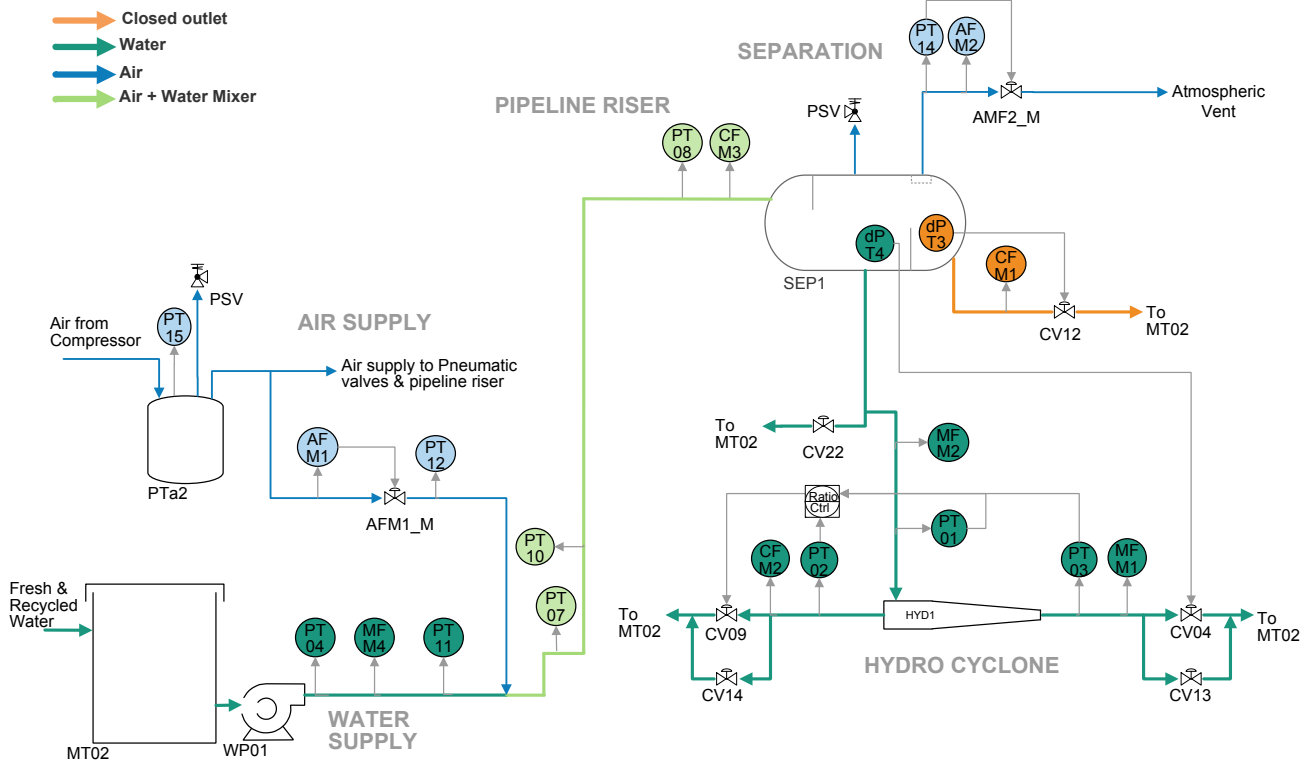 Closed outlet
Water
Air
Air + Water Mixer
SEPARATION
PT
14
AF
M2
AMF2_M
Atmospheric
Vent
PIPELINE RISER
PSV
PT
08
CF
M3
dP
T4
dP
T3
SEP1
CF
M1
CV12
To
MT02
PSV
PT
15
Air from
Compressor
AIR SUPPLY
Air supply to Pneumatic
valves & pipeline riser
PTa2
AF
M1
PT
12
AFM1_M
To
MT02
CV22
MF
M2
Ratio
Ctrl
PT
01
PT
10
CF
M2
PT
02
PT
03
MF
M1
Fresh &
Recycled
Water
PT
07
To
MT02
CV09
HYD1
CV04
To
MT02
PT
04
MF
M4
PT
11
HYDRO CYCLONE
CV14
CV13
WATER
SUPPLY
MT02
WP01